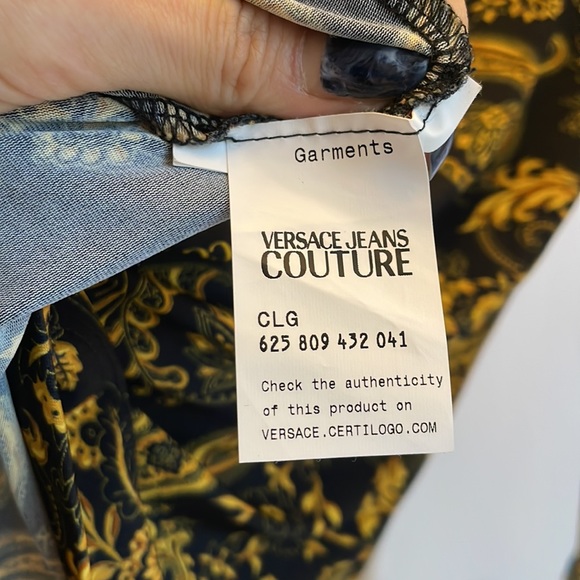 Garments
VERSACE JEANS
COUTURE
CLG
625 809 432 041
Check the authenticity
of this product on
VERSACE.CERTILOGO.COM